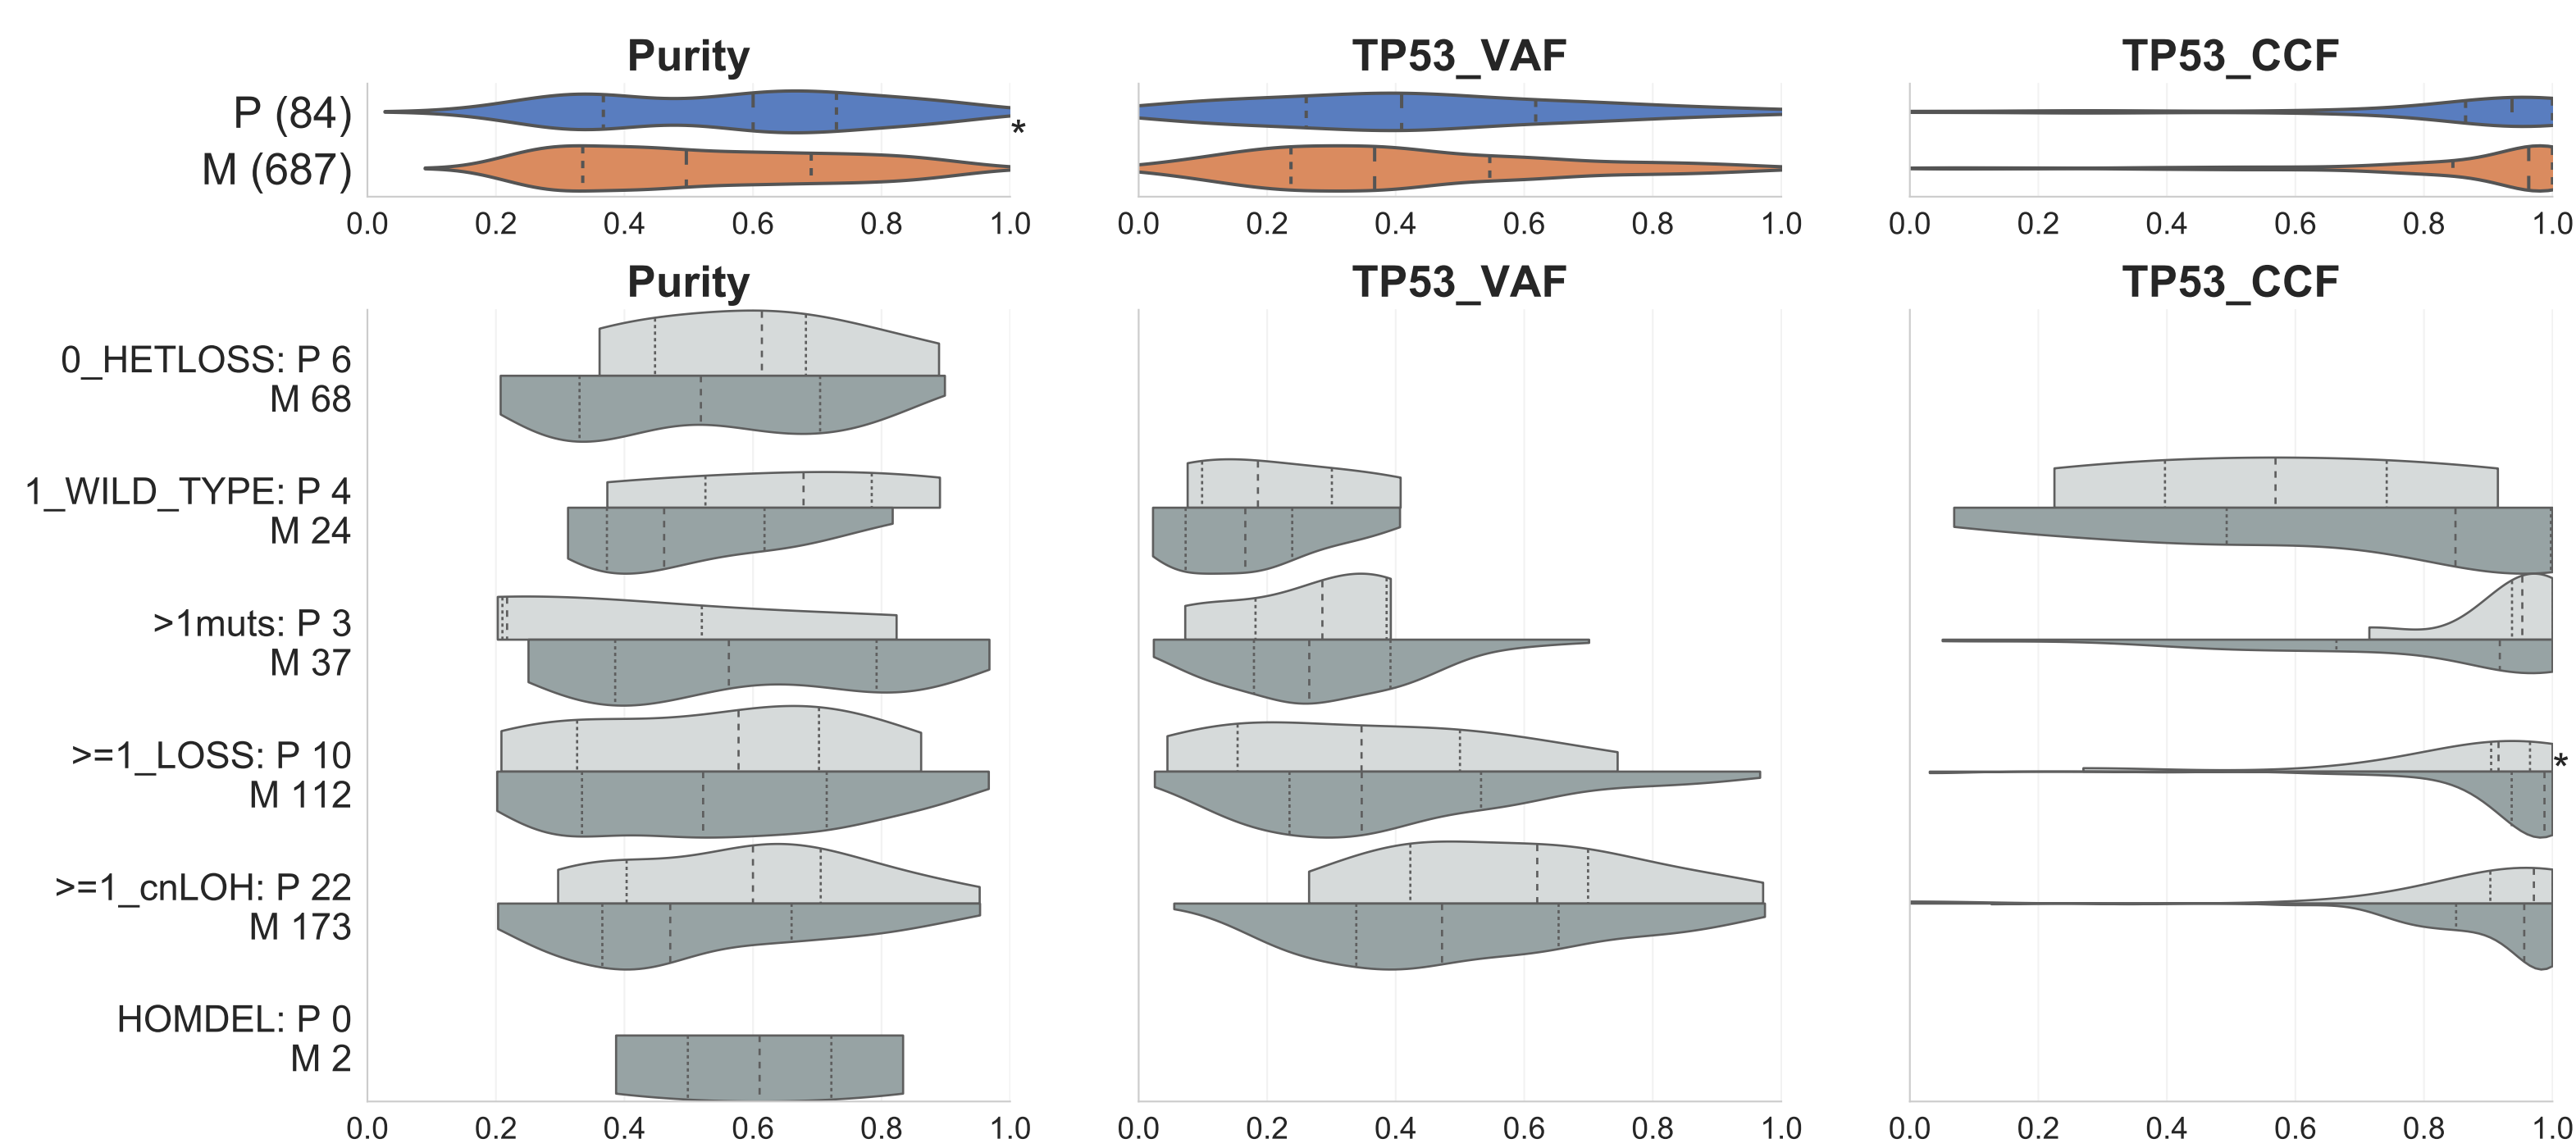 Purity TP53_VAF TP53_CCF
P (84)
*
M (687)
0.0 0.2 0.4 0.6 0.8 1.0 0.0 0.2 0.4 0.6 0.8 1.0 0.0 0.2 0.4 0.6 0.8 1.0
Purity TP53_VAF TP53_CCF
0_HETLOSS: P 6
M 68
1_WILD_TYPE: P 4
M 24
>1muts: P 3
M 37
>=1_LOSS: P 10
*
M 112
>=1_cnLOH: P 22
M 173
HOMDEL: P 0
M 2
0.0 0.2 0.4 0.6 0.8 1.0 0.0 0.2 0.4 0.6 0.8 1.0 0.0 0.2 0.4 0.6 0.8 1.0